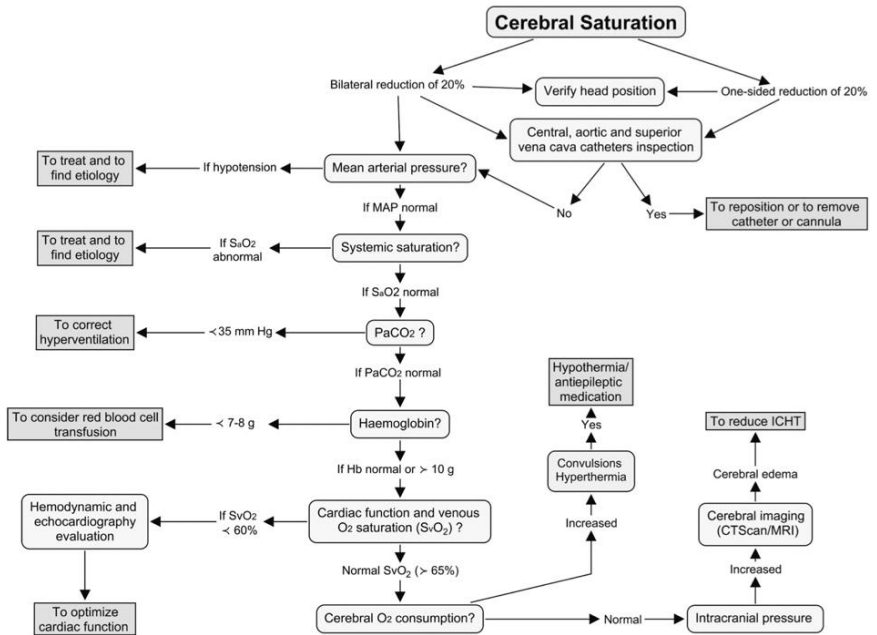 Cerebral Saturation
Bilateral reduction of 20%
Verify head position
One-sided reduction of 20%
Central, aortic and superior
vena cava catheters inspection
To treat and to
find etiology
If hypotension
Mean arterial pressure?
No
Yes
To reposition or to remove
catheter or cannula
If MAP normal
To treat and to
find etiology
If SaO2
abnormal
Systemic saturation?
If SaO2 normal
To correct
hyperventilation
<35 mm Hg
PaCO2 ?
If PaCO2 normal
Hypothermia/
antiepileptic
medication
To consider red blood cell
transfusion
< 7-8 g
Haemoglobin?
Yes
To reduce ICHT
If Hb normal or > 10 g
Convulsions
Hyperthermia
Cerebral edema
Hemodynamic and
echocardiography
evaluation
If SvO2
< 60%
Cardiac function and venous
O2 saturation (SvO2) ?
Increased
Cerebral imaging
(CTScan/MRI)
Normal SvO2 (> 65%)
Increased
To optimize
cardiac function
Cerebral O2 consumption?
Normal
Intracranial pressure